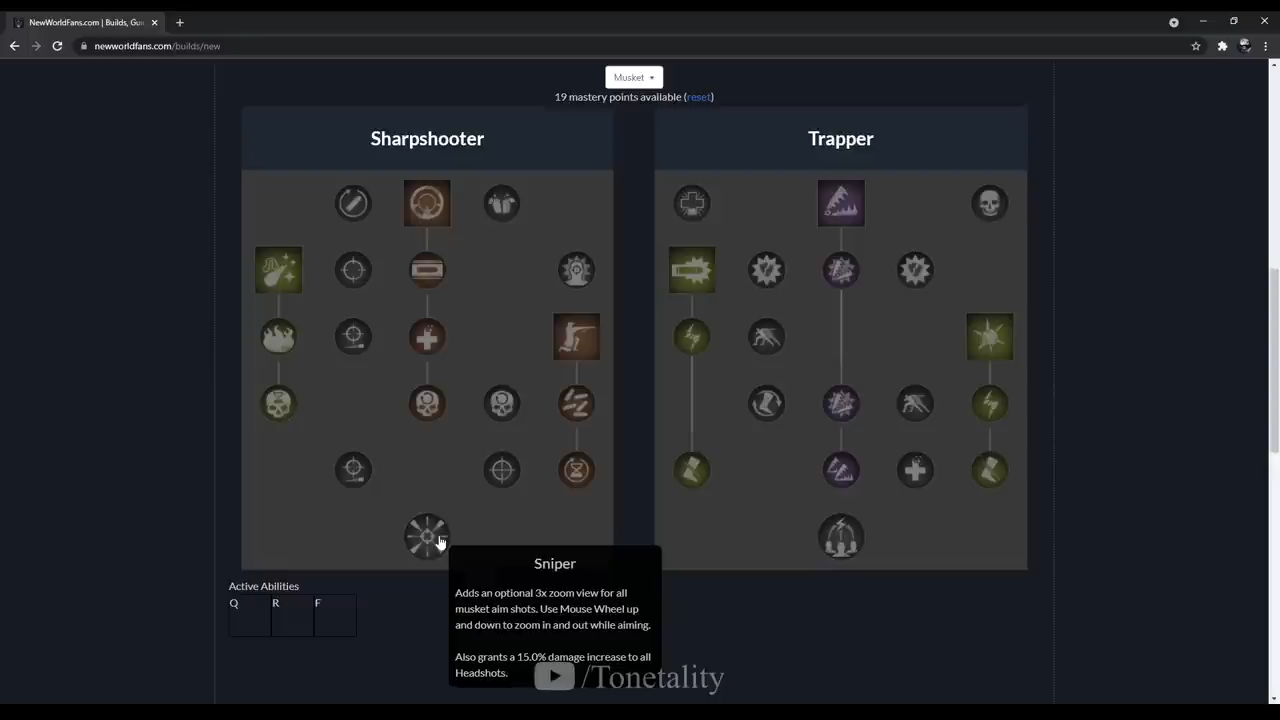 NewWorldFans.com | Builds, Gu
newworldfans.com/builds/new
Musket
19 mastery points available (reset)
Sharpshooter
Trapper
Sniper
Adds an optional 3x zoom view for all
musket aim shots. Use Mouse Wheel up
and down to zoom in and out while aiming.
Also grants a 15.0% damage increase to all
Headshots.
Active Abilities
Q
R
F
/Tonetality